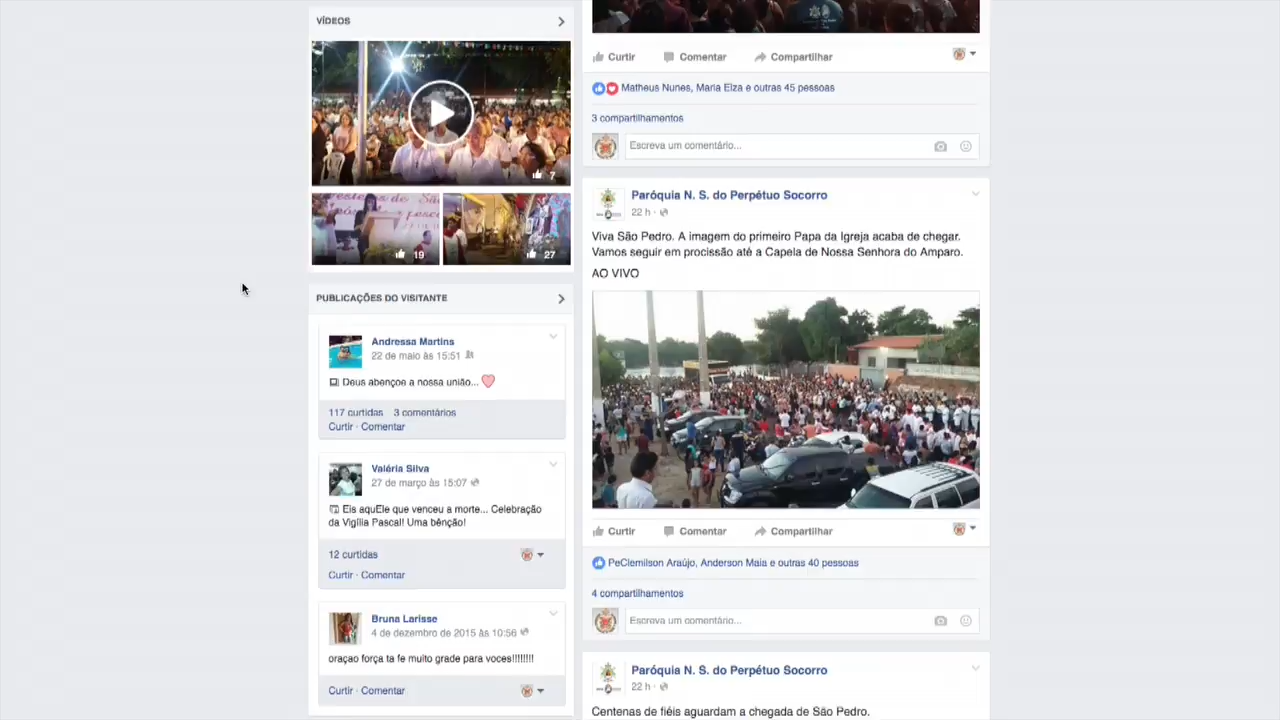 VÍDEOS
7
19
27
PUBLICAÇÕES DO VISITANTE
Andressa Martins
22 de maio às 15:51
Deus abençoe a nossa união...
117 curtidas 3 comentários
Curtir · Comentar
Valéria Silva
27 de março às 15:07
Eis aquEle que venceu a morte... Celebração
da Vigília Pascal! Uma bênção!
12 curtidas
Curtir · Comentar
Bruna Larisse
4 de dezembro de 2015 às 10:56
oraçao força ta fe muito grade para voces!!!!!!!!
Curtir · Comentar
Curtir Comentar Compartilhar
Matheus Nunes, Maria Elza e outras 45 pessoas
3 compartilhamentos
Escreva um comentário...
Paróquia N. S. do Perpétuo Socorro
22 h ·
Viva São Pedro. A imagem do primeiro Papa da Igreja acaba de chegar.
Vamos seguir em procissão até a Capela de Nossa Senhora do Amparo.
AO VIVO
Curtir Comentar Compartilhar
PeClemilson Araújo, Anderson Maia e outras 40 pessoas
4 compartilhamentos
Escreva um comentário...
Paróquia N. S. do Perpétuo Socorro
22 h ·
Centenas de fiéis aguardam a chegada de São Pedro.